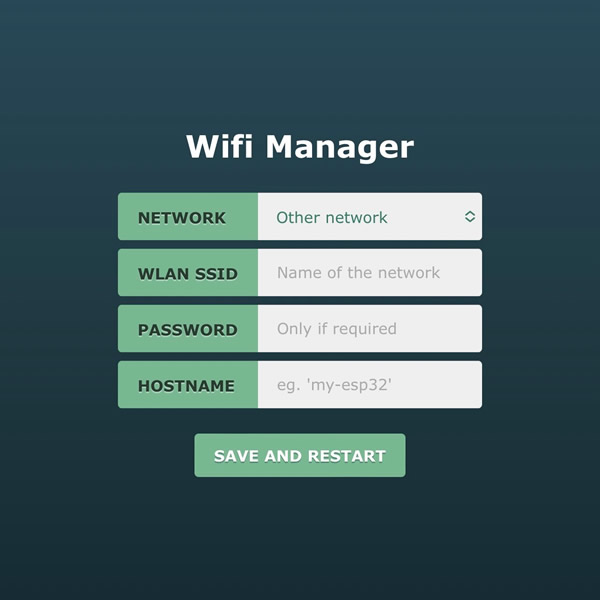 Wifi Manager
NETWORK Other network
WLAN SSID Name of the network
PASSWORD Only if required
HOSTNAME eg. 'my-esp32'
SAVE AND RESTART